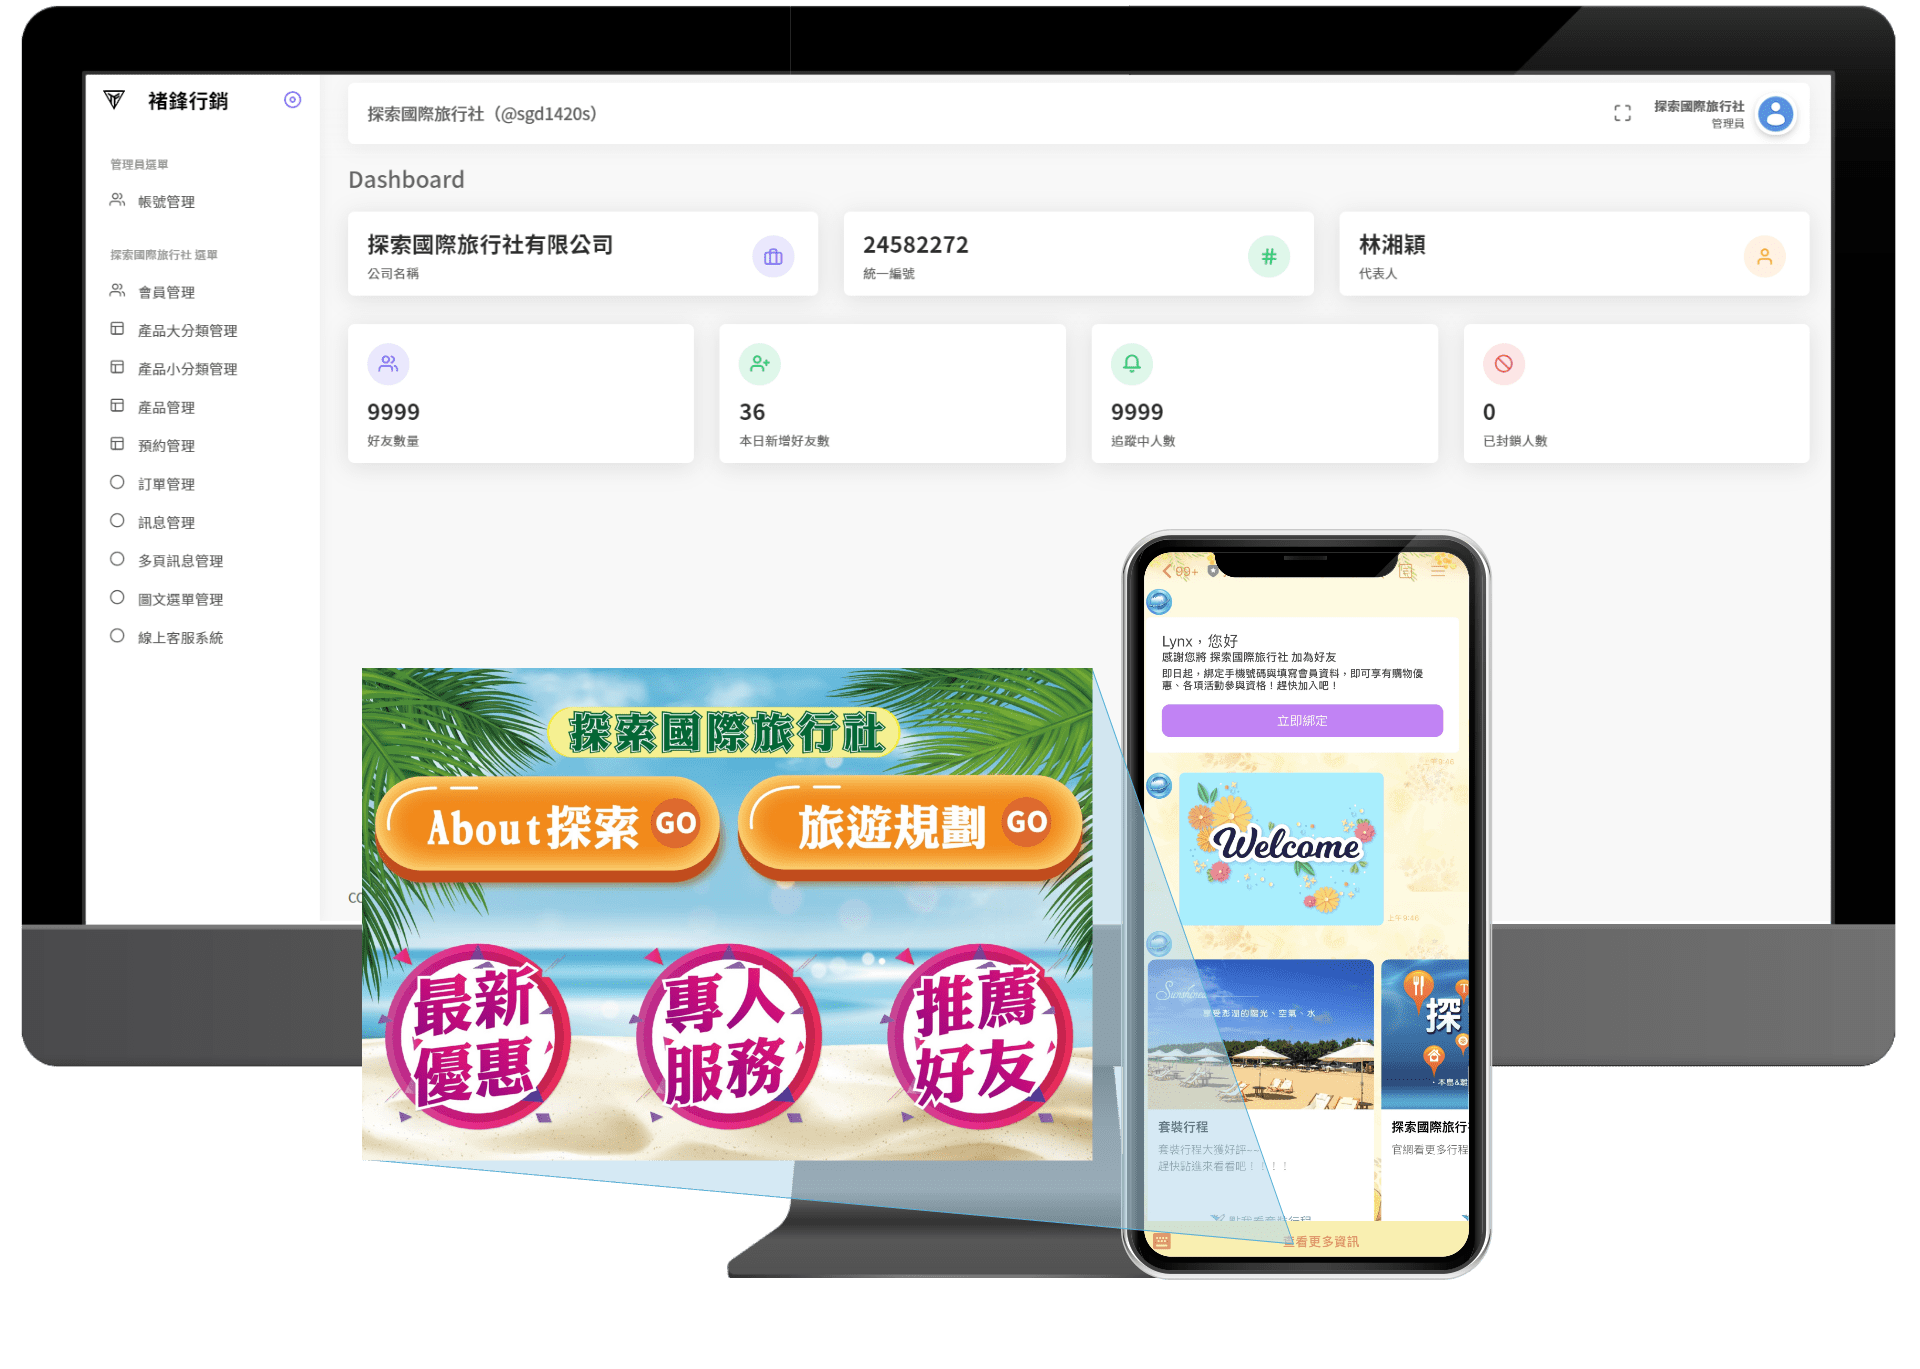 褚鋒行銷
管理員選單
帳號管理
探索國際旅行社 選單
會員管理
產品大分類管理
產品小分類管理
產品管理
預約管理
訂單管理
訊息管理
多頁訊息管理
圖文選單管理
線上客服系統
探索國際旅行社（@sgd1420s）
探索國際旅行社
管理員
Dashboard
探索國際旅行社有限公司
公司名稱
24582272
統一編號
林湘穎
代表人
9999
好友數量
36
本日新增好友數
9999
追蹤中人數
0
已封鎖人數
探索國際旅行社
About探索 GO
旅遊規劃 GO
最新
優惠
專人
服務
推薦
好友
99+
Lynx，您好
感謝您將 探索國際旅行社 加為好友
即日起，綁定手機號碼與填寫會員資料，即可享有購物優
惠、各項活動參與資格！趕快加入吧！
立即綁定
Welcome
上午9:46
Sunshine
享受澎湖的陽光、空氣、水
探
套裝行程
套裝行程大獲好評~~
趕快點進來看看吧！！！！
探索國際旅行
官網看更多行程
查看更多資訊